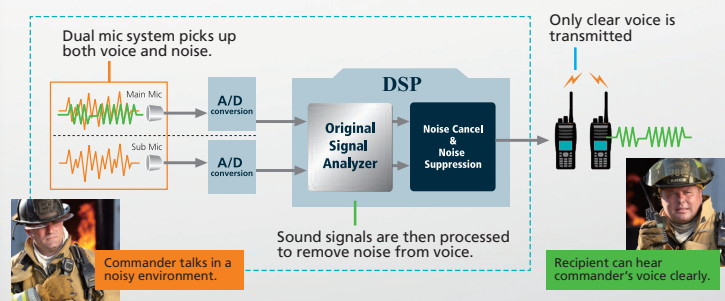 Dual mic system picks up
both voice and noise.
Only clear voice is
transmitted
Main Mic
A/D
conversion
Sub Mic
A/D
conversion
DSP
Original
Signal
Analyzer
Noise Cancel
&
Noise
Suppression
Sound signals are then processed
to remove noise from voice.
Commander talks in a
noisy environment.
Recipient can hear
commander's voice clearly.